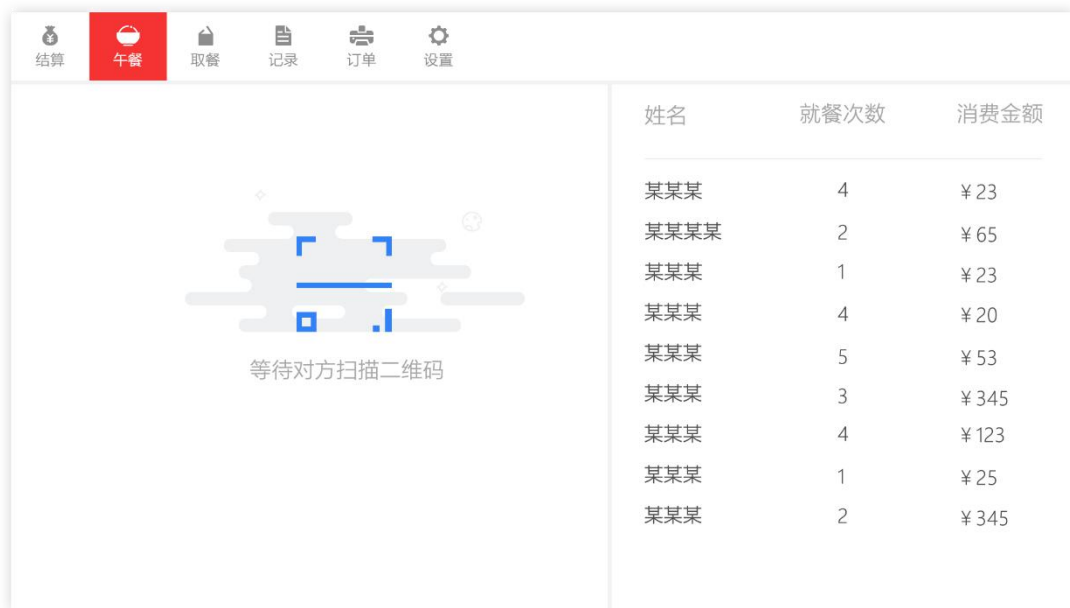 结算 午餐 取餐 记录 订单 设置
等待对方扫描二维码
姓名 就餐次数 消费金额
某某某 4 ¥23
某某某某 2 ¥65
某某某 1 ¥23
某某某 4 ¥20
某某某 5 ¥53
某某某 3 ¥345
某某某 4 ¥123
某某某 1 ¥25
某某某 2 ¥345